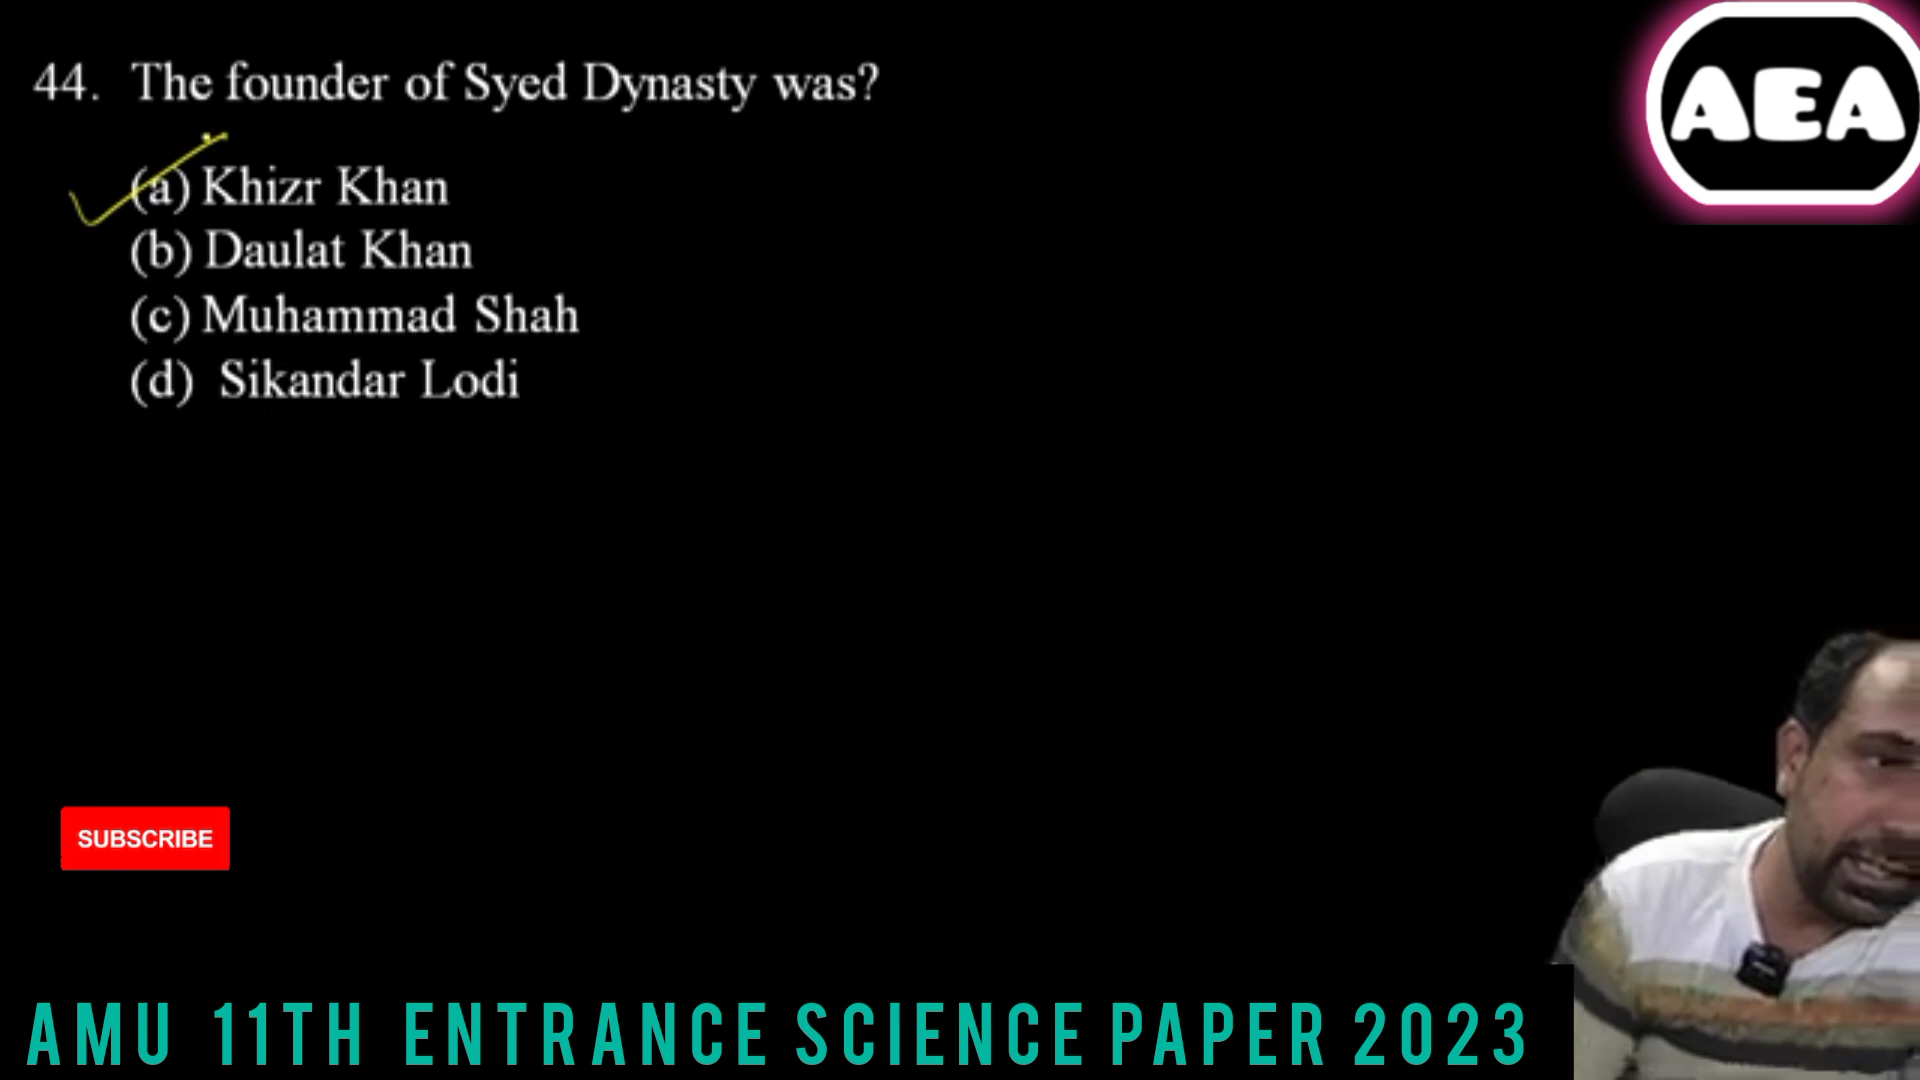 AEA
44. The founder of Syed Dynasty was?
(a) Khizr Khan
(b) Daulat Khan
(c) Muhammad Shah
(d) Sikandar Lodi
SUBSCRIBE
AMU 11TH ENTRANCE SCIENCE PAPER 2023